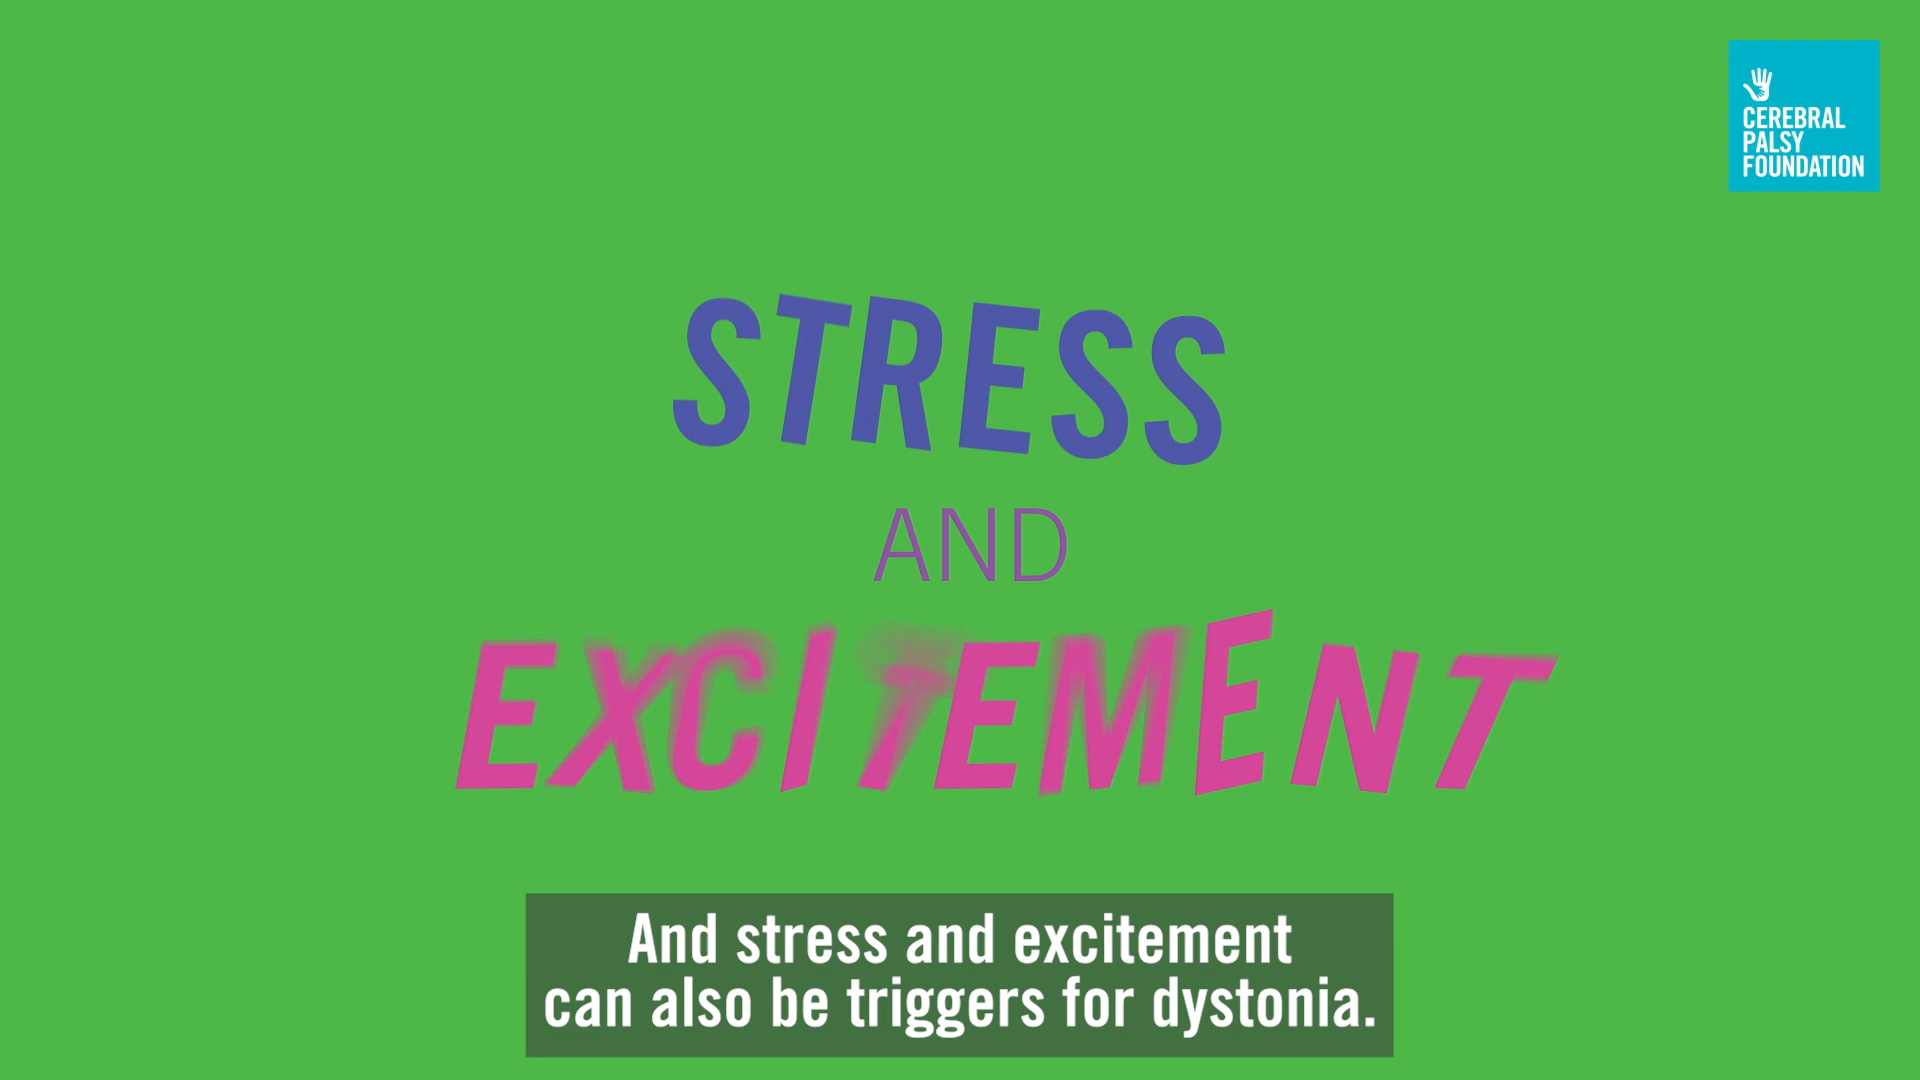 CEREBRAL
PALSY
FOUNDATION
STRESS
AND
EXCITEMENT
And stress and excitement
can also be triggers for dystonia.